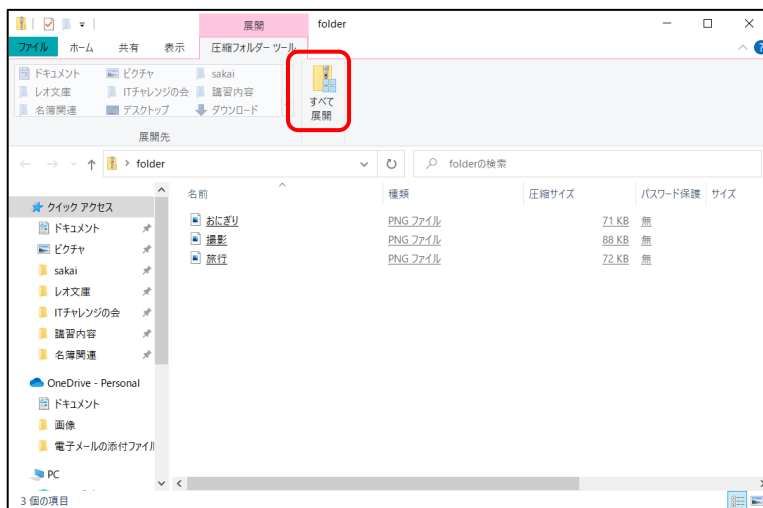 展開
folder
ファイル
ホーム
共有
表示
圧縮フォルダー ツール
ドキュメント
ピクチャ
sakai
レオ文庫
ITチャレンジの会
講習内容
名簿関連
デスクトップ
ダウンロード
すべて
展開
展開先
folder
folderの検索
名前
種類
圧縮サイズ
パスワード保護
サイズ
おにぎり
PNG ファイル
71 KB
無
撮影
PNG ファイル
88 KB
無
旅行
PNG ファイル
72 KB
無
クイック アクセス
ドキュメント
ピクチャ
sakai
レオ文庫
ITチャレンジの会
講習内容
名簿関連
OneDrive - Personal
ドキュメント
画像
電子メールの添付ファイル
PC
3 個の項目